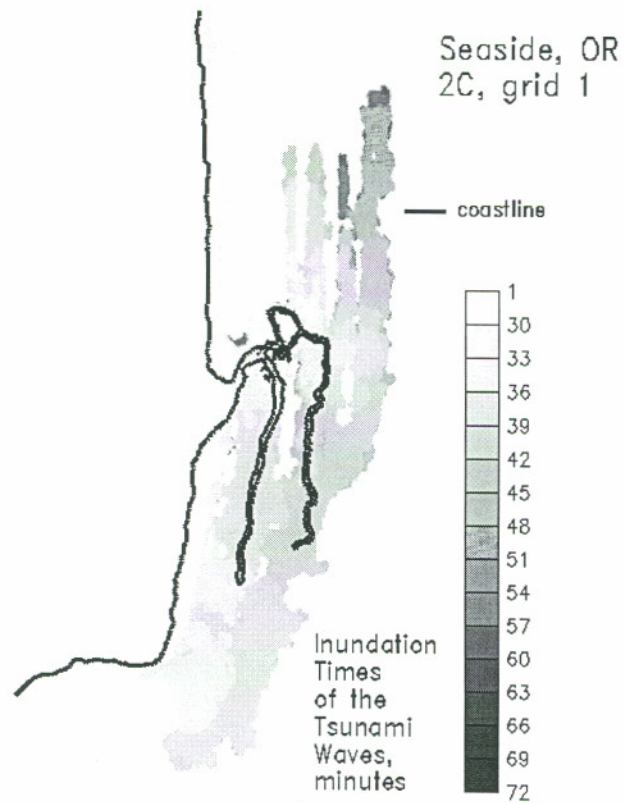 Seaside, OR
2C, grid 1
coastline
1
30
33
36
39
42
45
48
51
54
57
60
63
66
69
72
Inundation
Times
of the
Tsunami
Waves,
minutes